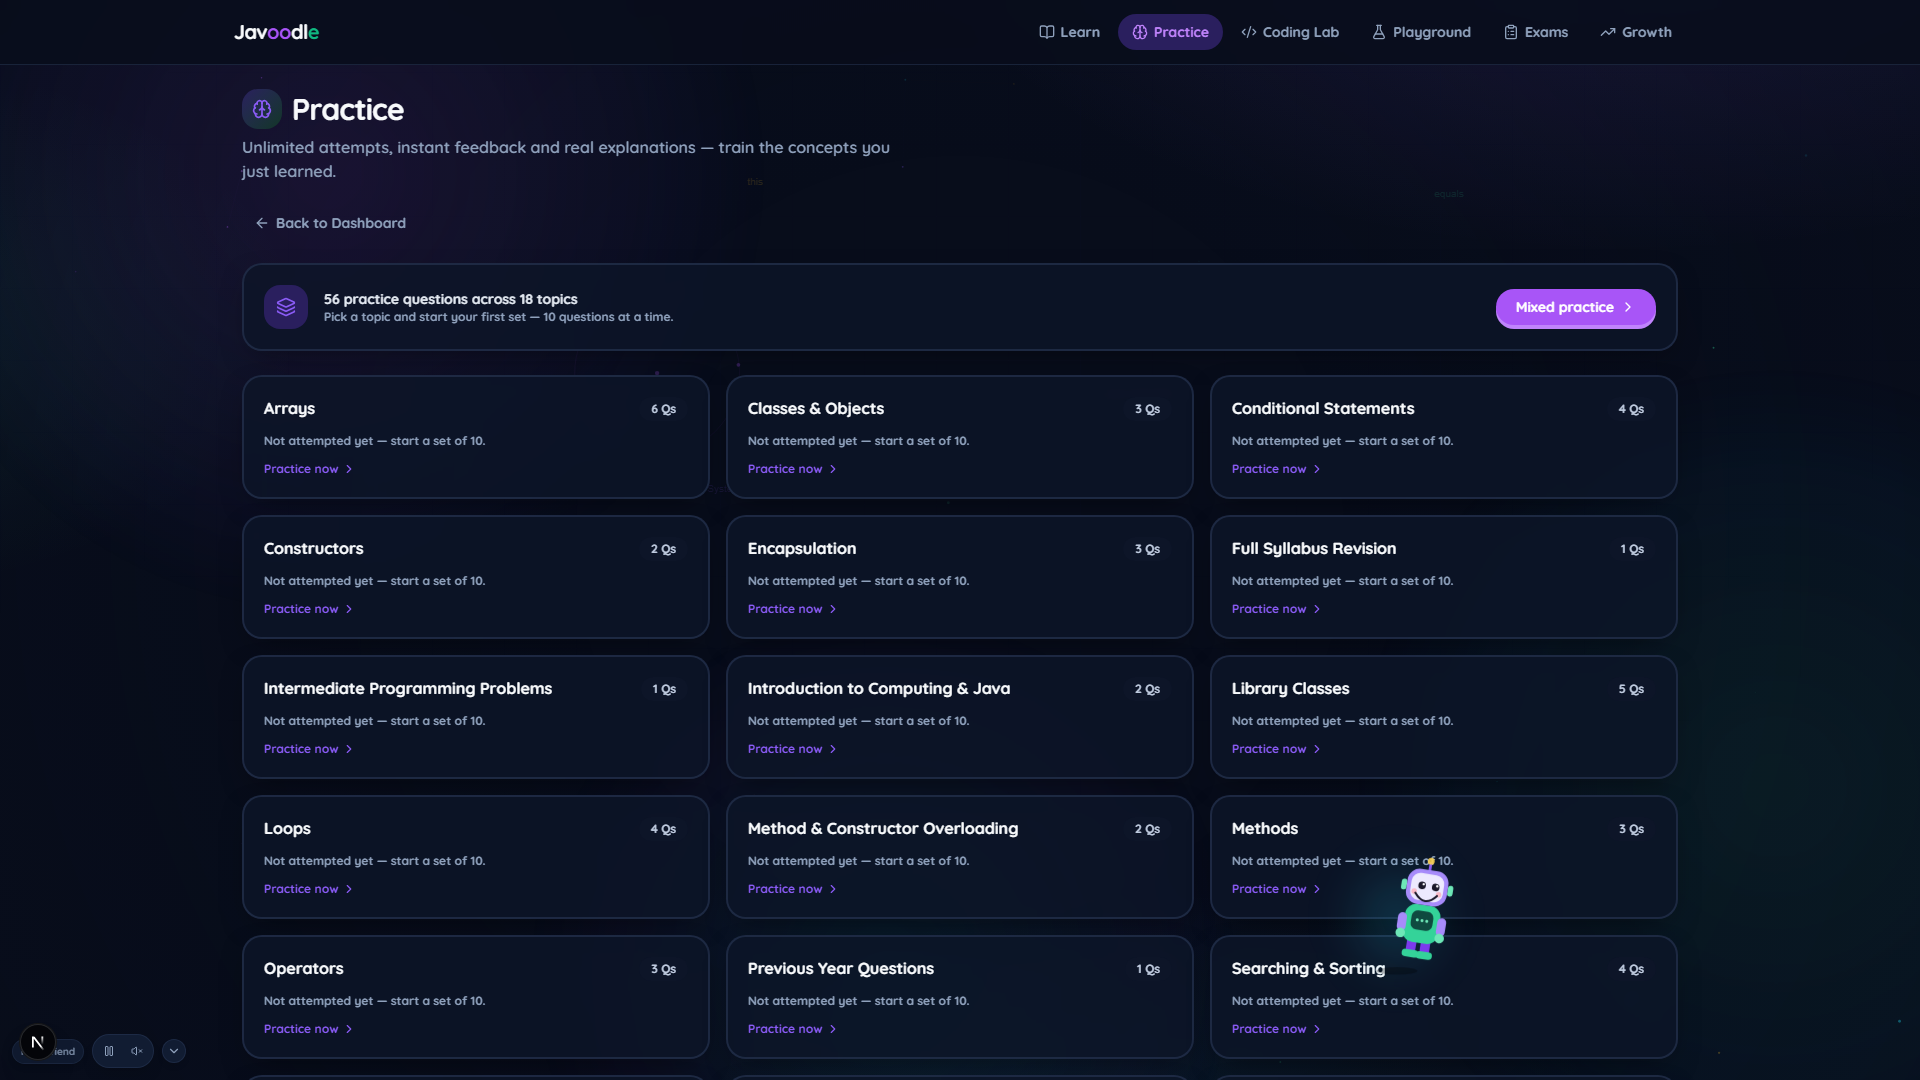 Javoodle
Learn
Practice
Coding Lab
Playground
Exams
Growth
Practice
Unlimited attempts, instant feedback and real explanations — train the concepts you
just learned.
this
equals
Back to Dashboard
56 practice questions across 18 topics
Pick a topic and start your first set — 10 questions at a time.
Mixed practice
Arrays
6 Qs
Not attempted yet — start a set of 10.
Practice now
Classes & Objects
3 Qs
Not attempted yet — start a set of 10.
Practice now
Conditional Statements
4 Qs
Not attempted yet — start a set of 10.
Practice now
Constructors
2 Qs
Not attempted yet — start a set of 10.
Practice now
Encapsulation
3 Qs
Not attempted yet — start a set of 10.
Practice now
Full Syllabus Revision
1 Qs
Not attempted yet — start a set of 10.
Practice now
Intermediate Programming Problems
1 Qs
Not attempted yet — start a set of 10.
Practice now
Introduction to Computing & Java
2 Qs
Not attempted yet — start a set of 10.
Practice now
Library Classes
5 Qs
Not attempted yet — start a set of 10.
Practice now
Loops
4 Qs
Not attempted yet — start a set of 10.
Practice now
Method & Constructor Overloading
2 Qs
Not attempted yet — start a set of 10.
Practice now
Methods
3 Qs
Not attempted yet — start a set of 10.
Practice now
Operators
3 Qs
Not attempted yet — start a set of 10.
Practice now
Previous Year Questions
1 Qs
Not attempted yet — start a set of 10.
Practice now
Searching & Sorting
4 Qs
Not attempted yet — start a set of 10.
Practice now
N